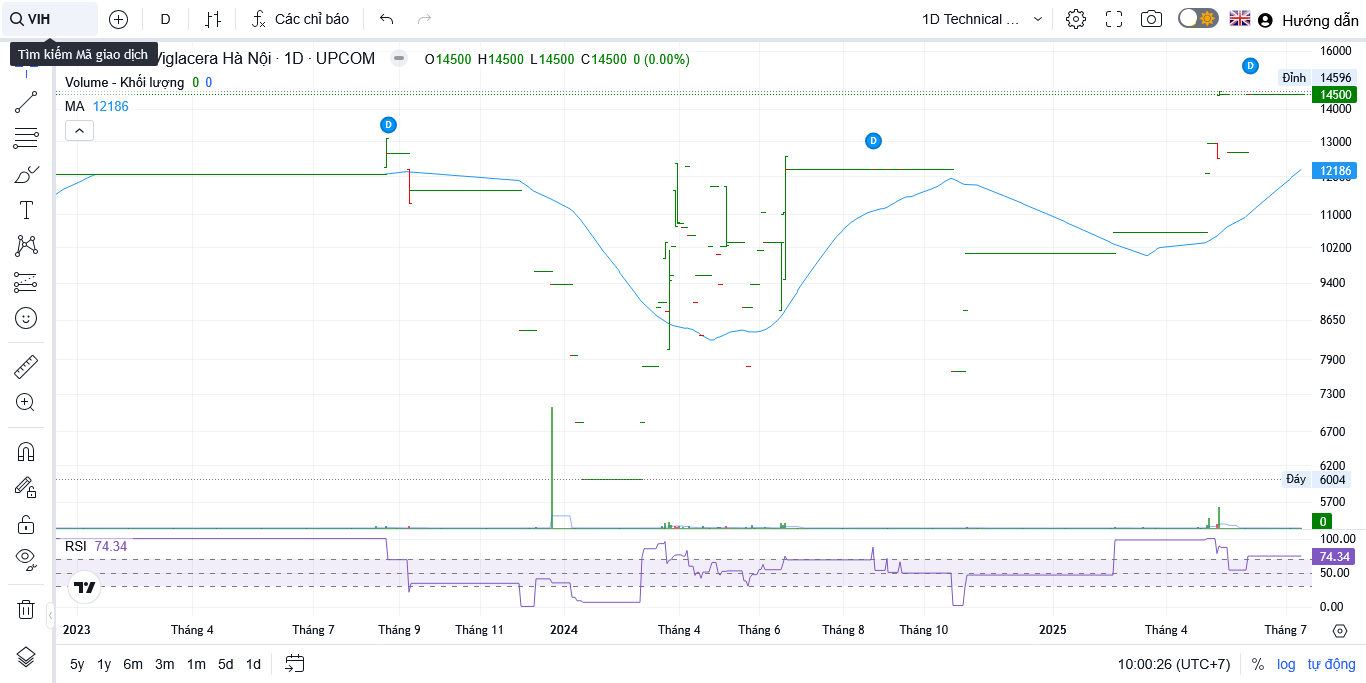 VIH
D
Các chỉ báo
1D Technical ...
Hướng dẫn
Tìm kiếm Mã giao dịch
Viglacera Hà Nội · 1D · UPCOM
O14500 H14500 L14500 C14500 0 (0.00%)
Volume - Khối lượng 0 0
MA 12186
D
D
D
16000
Đỉnh 14596
14500
14000
13000
12186
12000
11000
10200
9400
8650
7900
7300
6700
6200
Đáy 6004
5700
0
RSI 74.34
100.00
74.34
50.00
0.00
2023 Tháng 4 Tháng 7 Tháng 9 Tháng 11 2024 Tháng 4 Tháng 6 Tháng 8 Tháng 10 2025 Tháng 4 Tháng 7
5y 1y 6m 3m 1m 5d 1d
10:00:26 (UTC+7) % log tự động